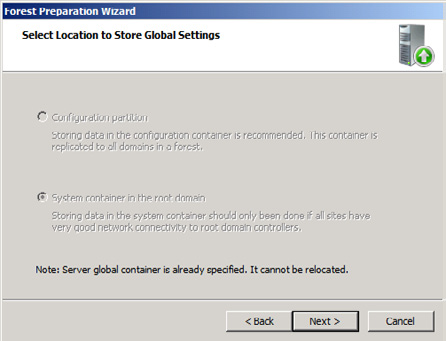 Forest Preparation Wizard
Select Location to Store Global Settings
Configuration partition
Storing data in the configuration container is recommended. This container is
replicated to all domains in a forest.
System container in the root domain
Storing data in the system container should only been done if all sites have
very good network connectivity to root domain controllers.
Note: Server global container is already specified. It cannot be relocated.
< Back
Next >
Cancel